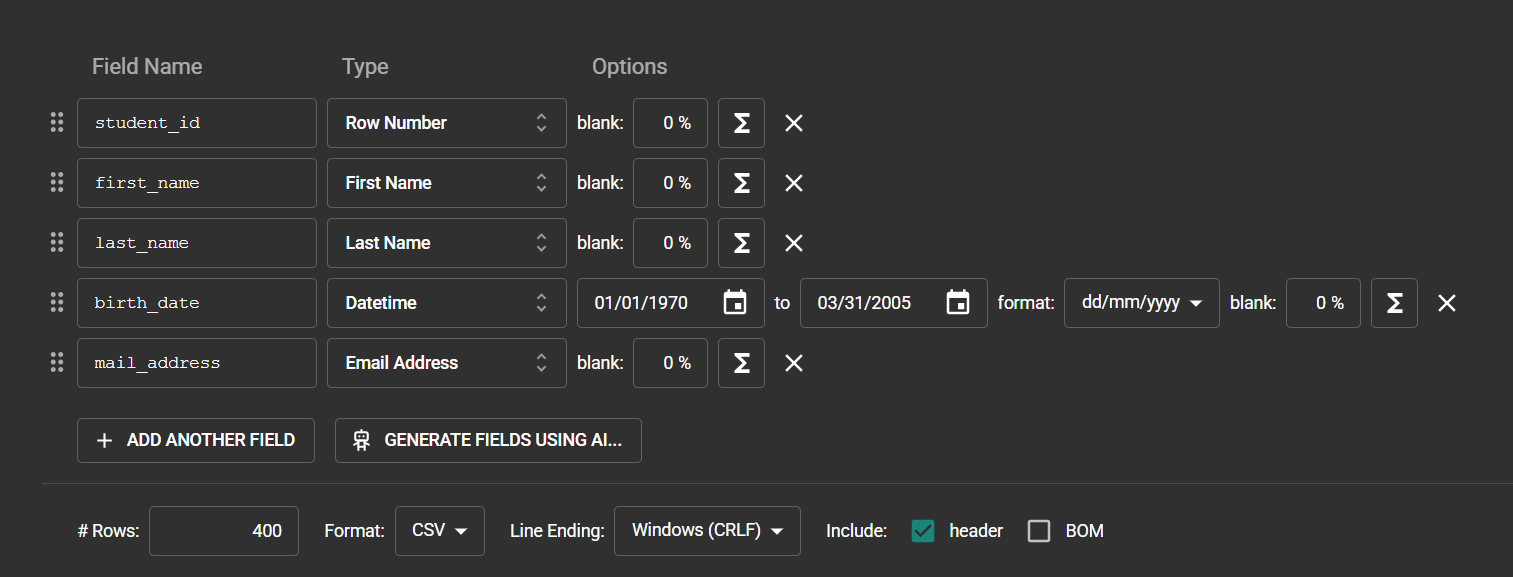 Field Name Type Options
student_id Row Number blank: 0 % Σ
first_name First Name blank: 0 % Σ
last_name Last Name blank: 0 % Σ
birth_date Datetime 01/01/1970 to 03/31/2005 format: dd/mm/yyyy blank: 0 % Σ
mail_address Email Address blank: 0 % Σ
ADD ANOTHER FIELD GENERATE FIELDS USING AI...
# Rows: 400 Format: CSV Line Ending: Windows (CRLF) Include: header BOM